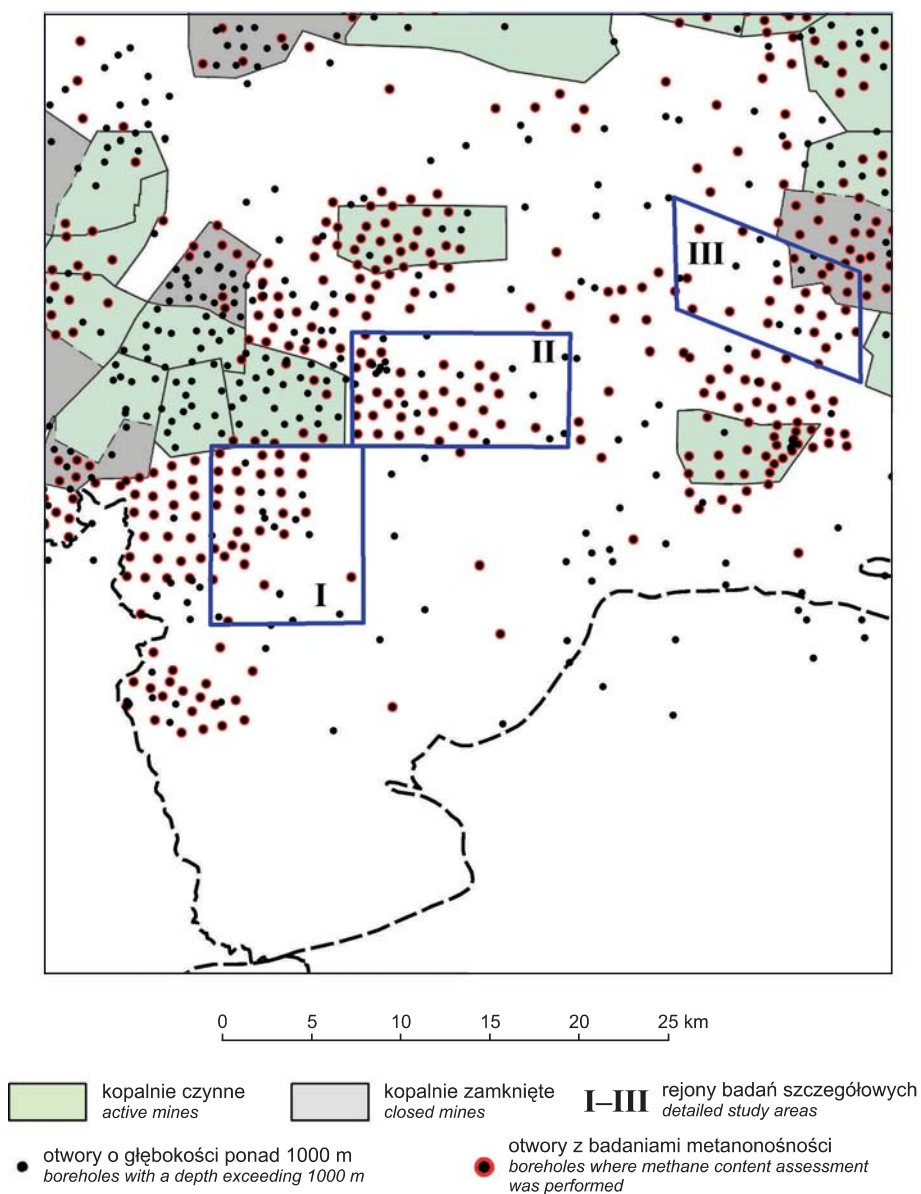 III
II
I
0 5 10 15 20 25 km
kopalnie czynne
active mines
kopalnie zamknięte
closed mines
I–III
rejony badań szczegółowych
detailed study areas
otwory o głębokości ponad 1000 m
boreholes with a depth exceeding 1000 m
otwory z badaniami metanonośności
boreholes where methane content assessment
was performed